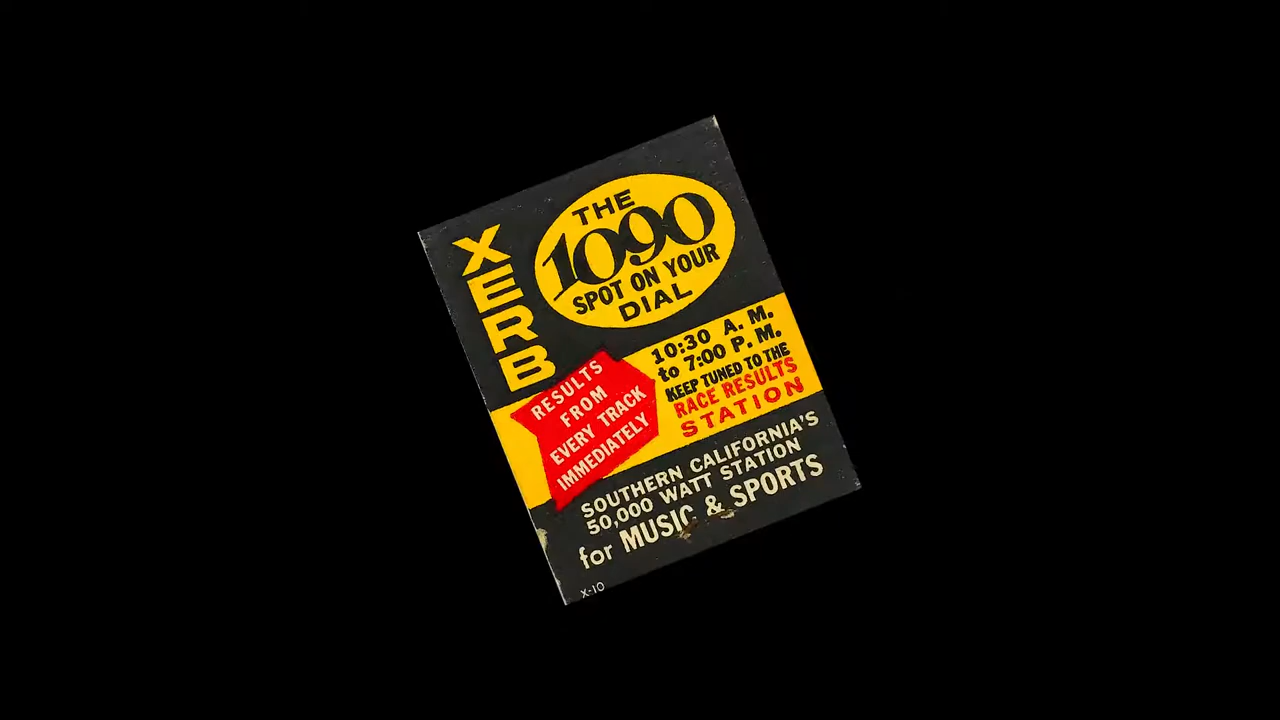 XERB
THE
1090
SPOT ON YOUR
DIAL
10:30 A. M.
to 7:00 P. M.
KEEP TUNED TO THE
RACE RESULTS
STATION
RESULTS
FROM
EVERY TRACK
IMMEDIATELY
SOUTHERN CALIFORNIA'S
50,000 WATT STATION
for MUSIC & SPORTS
X-10